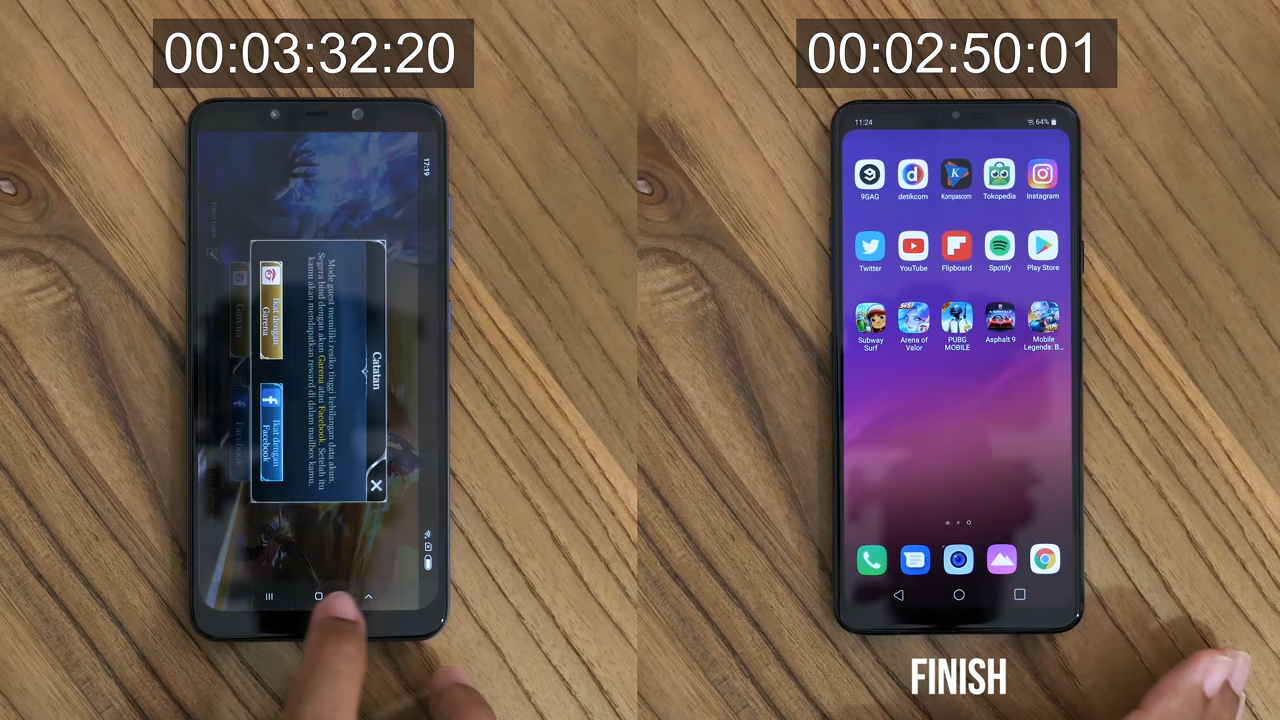 00:03:32:20
17:19
Catatan
Mode guest memiliki resiko tinggi kehilangan data akun.
Segera bind dengan akun Garena atau Facebook. Setelah itu
kamu akan mendapatkan reward di dalam mailbox kamu.
Ikat dengan
Garena
Ikat dengan
Facebook
Garena
Facebook
00:02:50:01
11:24
64%
9GAG
detikcom
Kompascom
Tokopedia
Instagram
Twitter
YouTube
Flipboard
Spotify
Play Store
Subway
Surf
Arena of
Valor
PUBG
MOBILE
Asphalt 9
Mobile
Legends: B...
FINISH